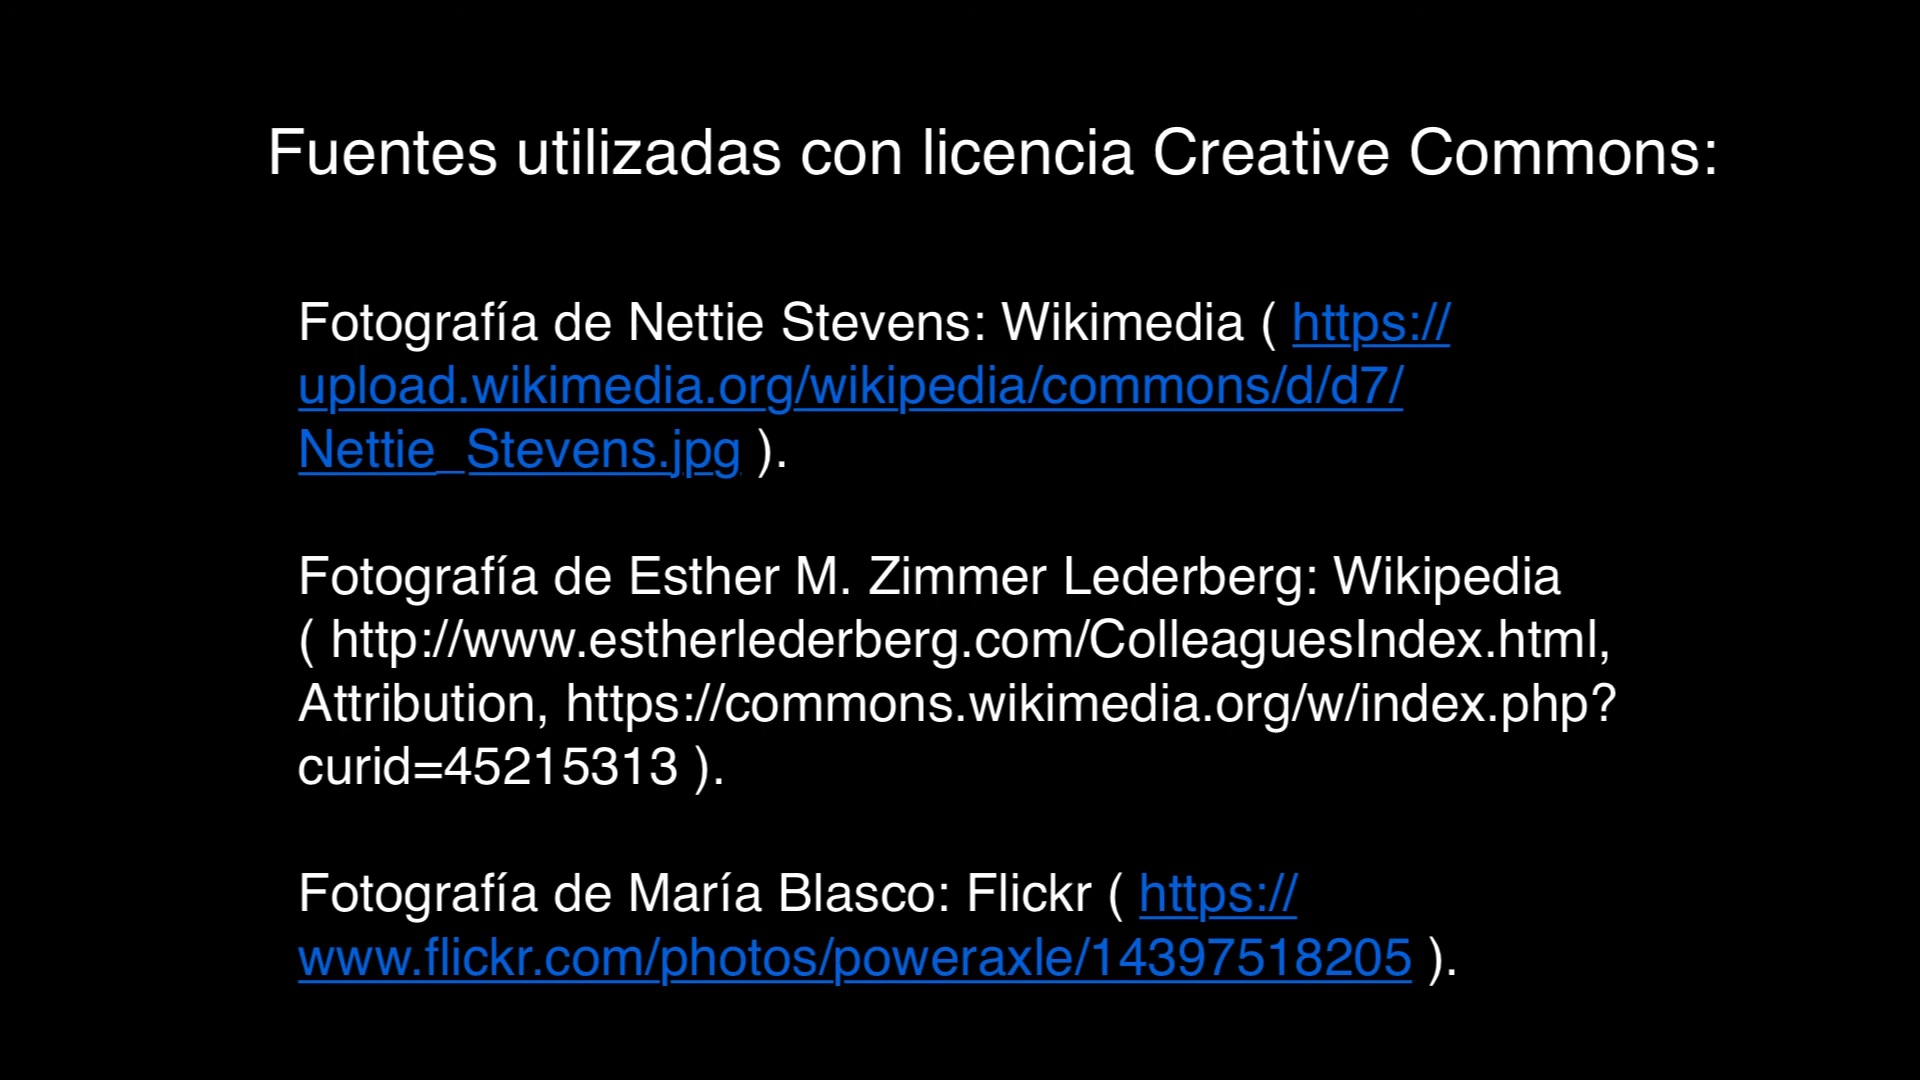 Fuentes utilizadas con licencia Creative Commons:
Fotografía de Nettie Stevens: Wikimedia ( https://
upload.wikimedia.org/wikipedia/commons/d/d7/
Nettie_Stevens.jpg ).
Fotografía de Esther M. Zimmer Lederberg: Wikipedia
( http://www.estherlederberg.com/ColleaguesIndex.html,
Attribution, https://commons.wikimedia.org/w/index.php?
curid=45215313 ).
Fotografía de María Blasco: Flickr ( https://
www.flickr.com/photos/poweraxle/14397518205 ).